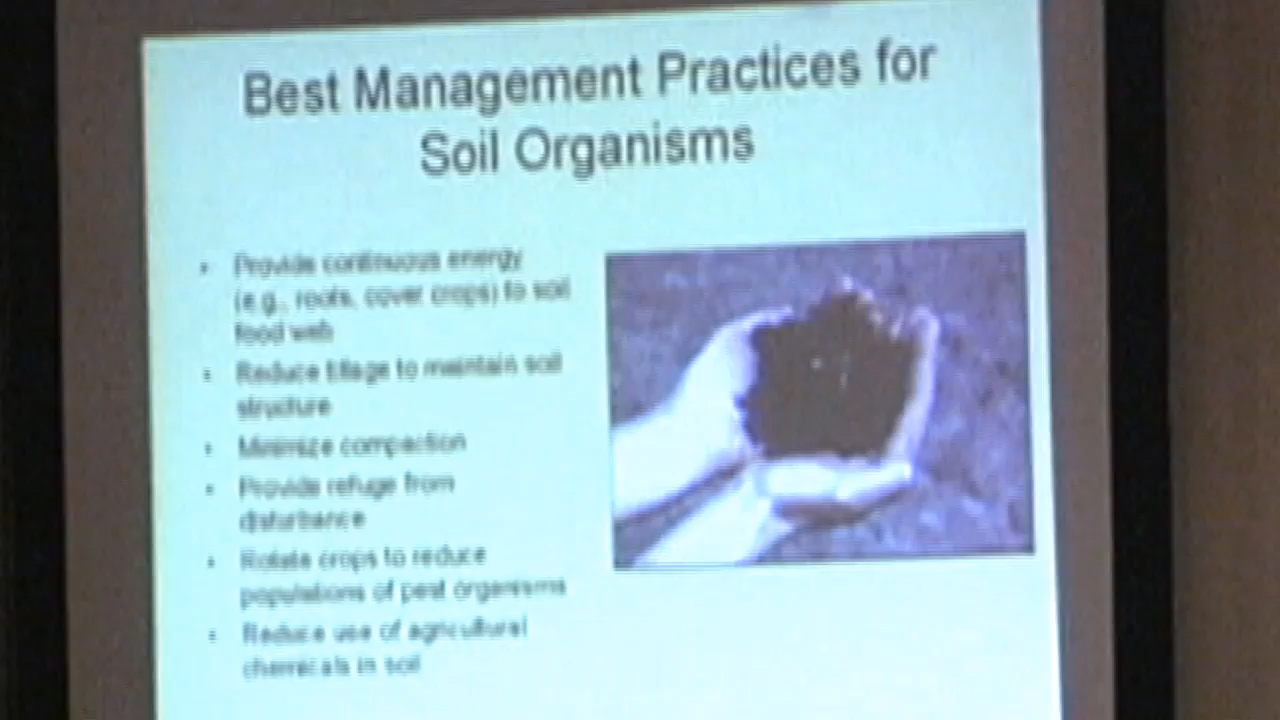 Best Management Practices for
Soil Organisms
• Provide continuous energy
(e.g., roots, cover crops) to soil
food web
• Reduce tillage to maintain soil
structure
• Minimize compaction
• Provide refuge from
disturbance
• Rotate crops to reduce
populations of pest organisms
• Reduce use of agricultural
chemicals in soil